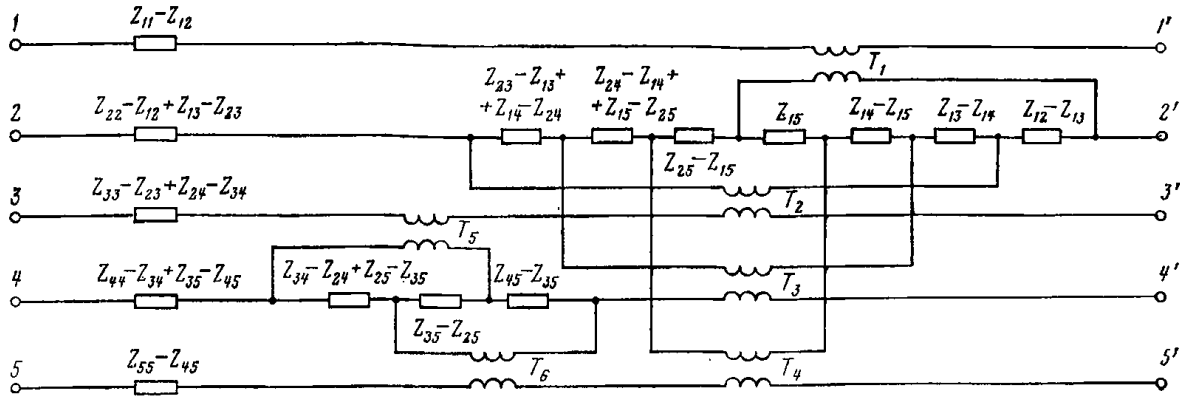 1
Z₁₁–Z₁₂
1'
T₁
Z₂₃–Z₁₃+
+Z₁₄–Z₂₄
Z₂₄–Z₁₄+
+Z₁₅–Z₂₅
2
Z₂₂–Z₁₂+Z₁₃–Z₂₃
Z₁₅
Z₁₄–Z₁₅
Z₁₃–Z₁₄
Z₁₂–Z₁₃
2'
Z₂₅–Z₁₅
3
Z₃₃–Z₂₃+Z₂₄–Z₃₄
T₂
3'
T₅
4
Z₄₄–Z₃₄+Z₃₅–Z₄₅
Z₃₄–Z₂₄+Z₂₅–Z₃₅
Z₄₅–Z₃₅
T₃
4'
Z₃₅–Z₂₅
5
Z₅₅–Z₄₅
T₆
T₄
5'